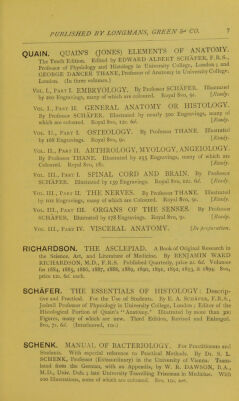 PUBLISHED BY LONGMANS, GREEN & CO. 7
QUAIN. QUAIN'S (JONES) ELEMENTS OF ANATOMY.
The Tenth Edition. Edited by EDWARD ALBERT SCHÄFER, F.R.S.,
Professor of Physiology and Histology in University College, London; and
GEORGE DANCER THANE, Professor of Anatomy in University College,
London. (In three volumes.)
VOL. I., PART I. EMBRYOLOGY. By Professor SCHÄFER. Illustrated
by 200 Engravings, many of which are coloured. Royal 8vo, 9s. [Ready.
VOL. I., PART II. GENERAL ANATOMY OR HISTOLOGY.
By Professor SCHÄFER. Illustrated by nearly 500 Engravings, many of
which are coloured. Royal 8vo, 12s. 6d. [Ready.
VOL. II., PART I. OSTEOLOGY. By Professor THANE. Illustrated
by 168 Engravings. Royal 8vo, 9s. [Ready.
VOL. II., PART II. ARTHROLOGY, MYOLOGY, ANGEIOLOGY.
By Professor THANE. Illustrated by 255 Engravings, many of which are
Coloured. Royal 8vo, 18s. [Ready.
VOL. III., PART I. SPINAL CORD AND BRAIN. By Professor
SCHÄFER. Illustrated by 139 Engravings. Royal 8vo, 12s. 6d. [Ready.
VOL. III., PART II. THE NERVES. By Professor THANE. Illustrated
by 102 Engravings, many of which are Coloured. Royal 8vo, 9s. [Ready.
VOL. III., PART III. ORGANS OF THE SENSES. By Professor
SCHÄFER. Illustrated by 178 Engravings. Royal 8vo, 9s. [Ready.
VOL. III., PART IV. VISCERAL ANATOMY. [In preparation.
RICHARDSON. THE ASCLEPIAD. A Book of Original Research in
the Science, Art, and Literature of Medicine. By BENJAMIN WARD
RICHARDSON, M.D., F.R.S. Published Quarterly, price 2s. 6d. Volumes
for 1884, 1885, 1886, 1887, 1888, 1889, 1890, 1891, 1892, 1893, & 1894. 8vo,
price 12s. 6d. each.
SCHÄFER. THE ESSENTIALS OF HISTOLOGY: Descrip-
tive and Practical. For the Use of Students. By E. A. SCHÄFER, F.R.S.,
Jodrell Professor of Physiology in University College, London; Editor of the
Histological Portion of Quain's "Anatomy." Illustrated by more than 300
Figures, many of which are new. Third Edition, Revised and Enlarged.
8vo, 7s. 6d. (Interleaved, 10s.)
SCHENK. MANUAL OF BACTERIOLOGY. For Practitioners and
Students. With especial reference to Practical Methods. By Dr. S. L.
SCHENK, Professor (Extraordinary) in the University of Vienna. Trans-
lated from the German, with an Appendix, by W. R. DAWSON, B.A.,
M.D., Univ. Dub.; late University Travelling Prizeman in Medicine. With
100 Illustrations, some of which are coloured. 8vo, 10s. net.